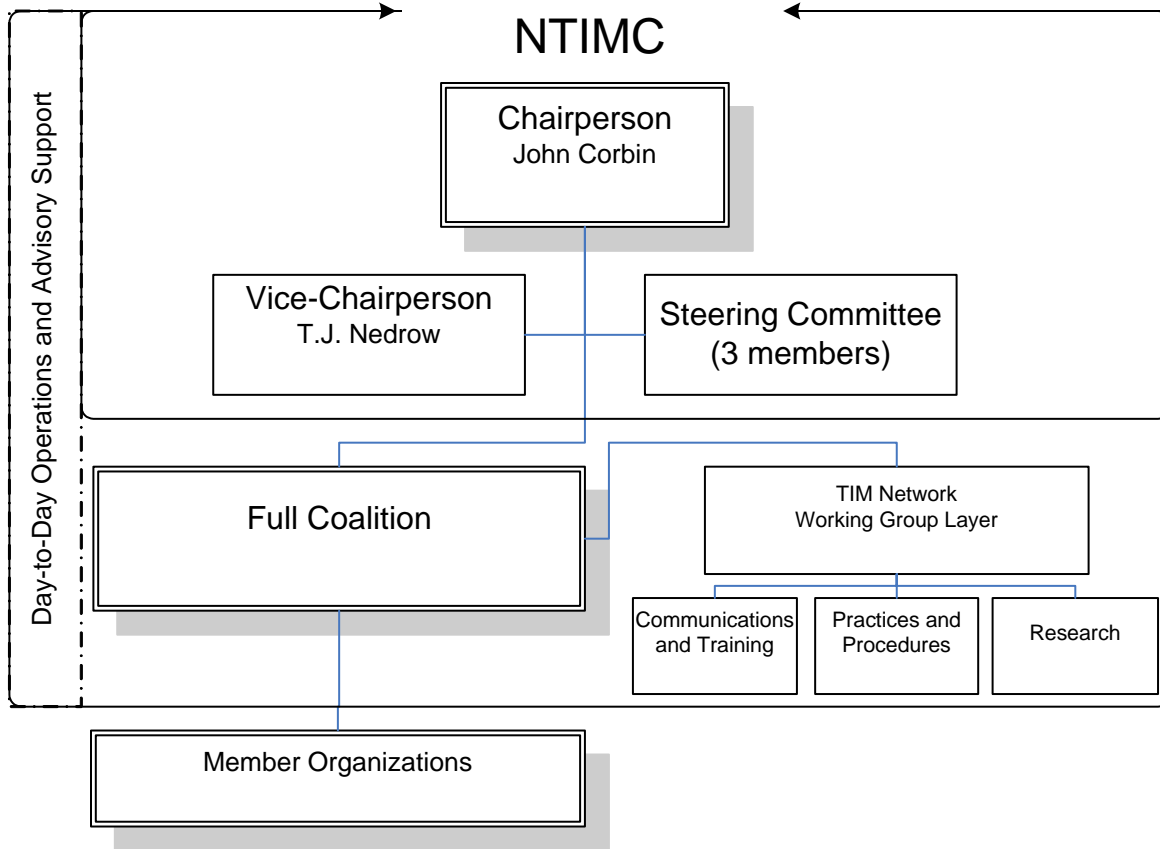 NTIMC
Chairperson
John Corbin
Vice-Chairperson
T.J. Nedrow
Steering Committee
(3 members)
Day-to-Day Operations and Advisory Support
Full Coalition
TIM Network
Working Group Layer
Communications
and Training
Practices and
Procedures
Research
Member Organizations